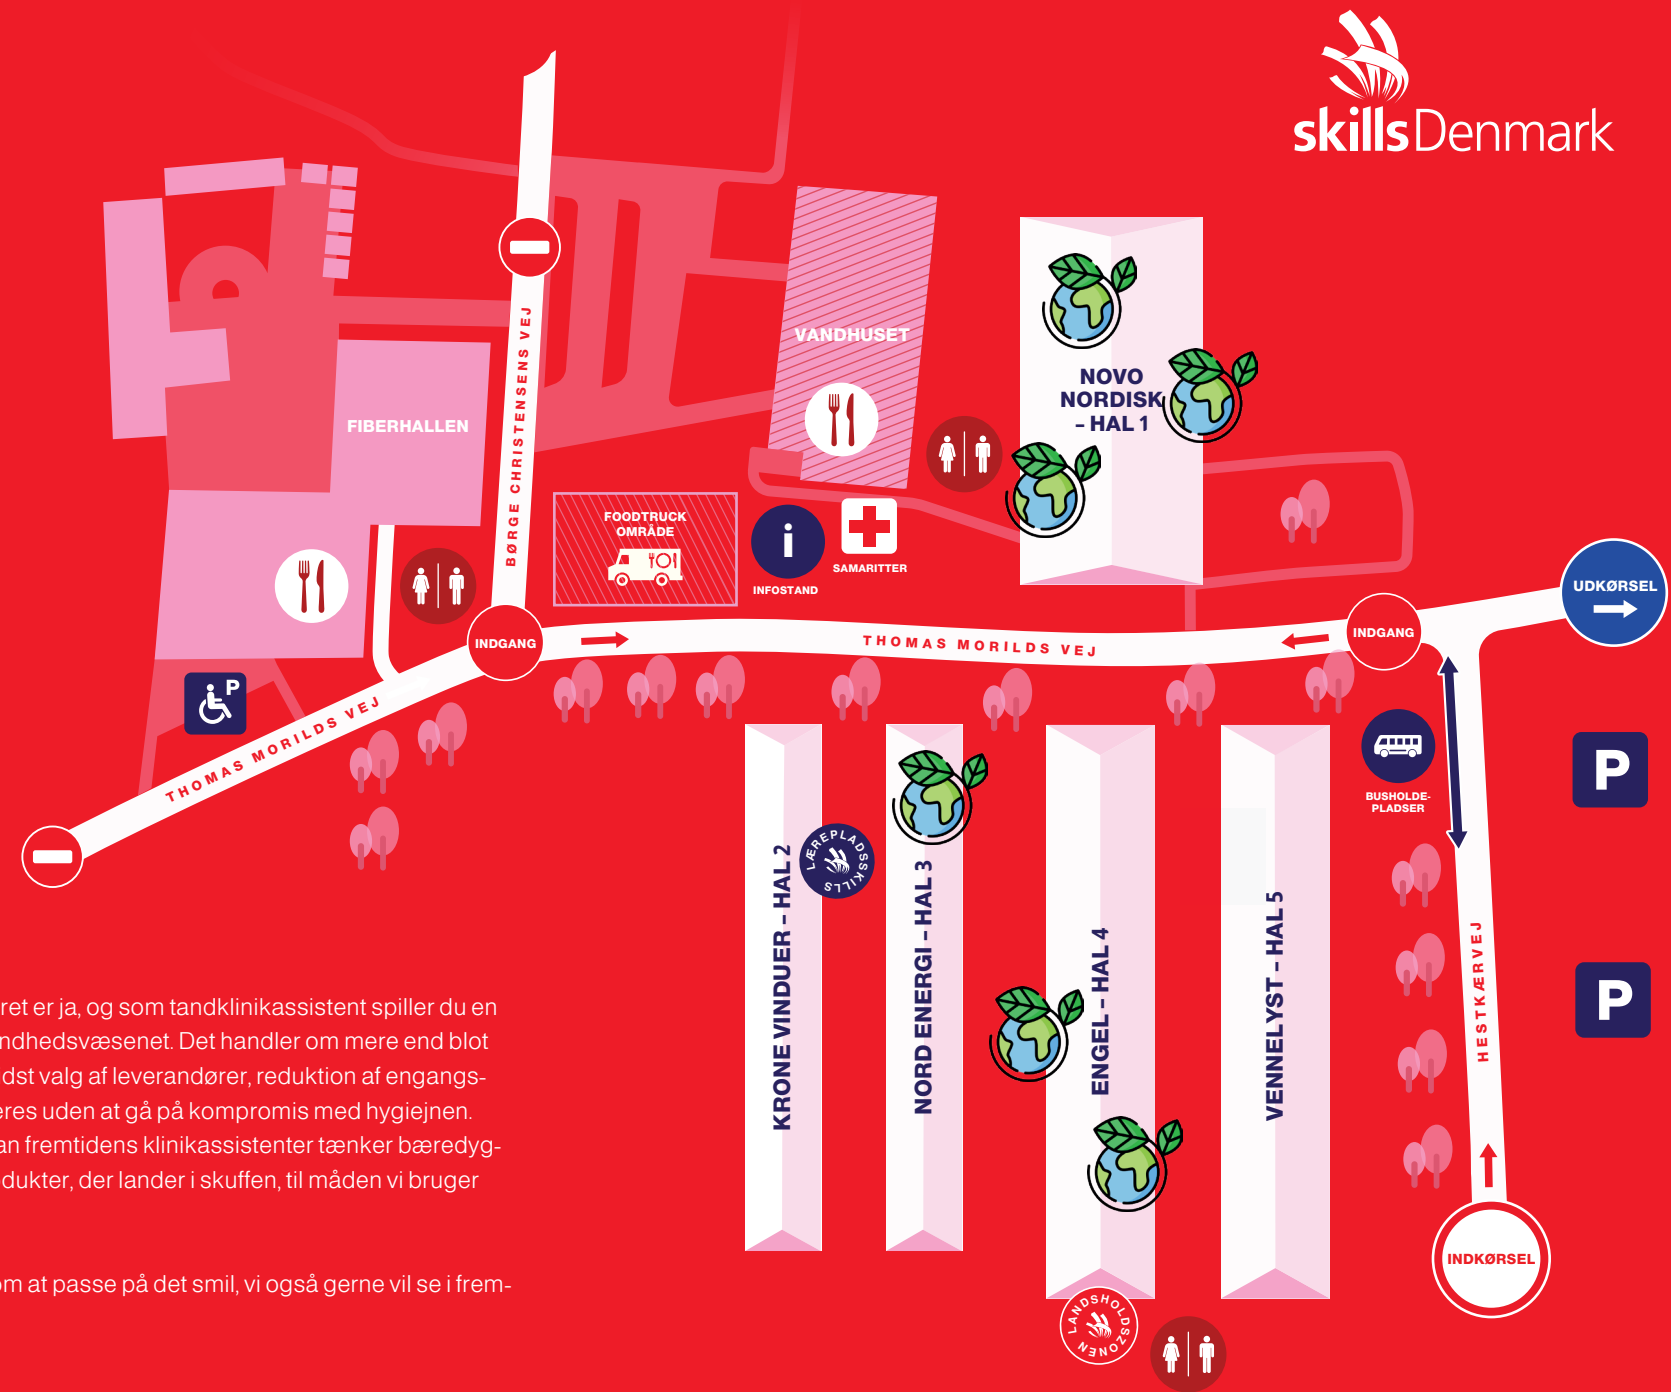 skillsDenmark
VANDHUSET
NOVO
NORDISK
– HAL 1
FIBERHALLEN
BØRGE CHRISTENSENS VEJ
FOODTRUCK
OMRÅDE
i
INFOSTAND
SAMARITTER
UDKØRSEL
INDGANG
THOMAS MORILDS VEJ
INDGANG
P
THOMAS MORILDS VEJ
BUSHOLDE-
PLADSER
P
LÆREPLADSSKILLS
KRONE VINDUER – HAL 2
NORD ENERGI – HAL 3
ENGEL – HAL 4
VENNELYST – HAL 5
HESTKÆRVEJ
P
ret er ja, og som tandklinikassistent spiller du en
ndhedsvæsenet. Det handler om mere end blot
idst valg af leverandører, reduktion af engangs-
eres uden at gå på kompromis med hygiejnen.
an fremtidens klinikassistenter tænker bæredyg-
dukter, der lander i skuffen, til måden vi bruger
om at passe på det smil, vi også gerne vil se i frem-
INDKØRSEL
LANDSHOLDSZONEN